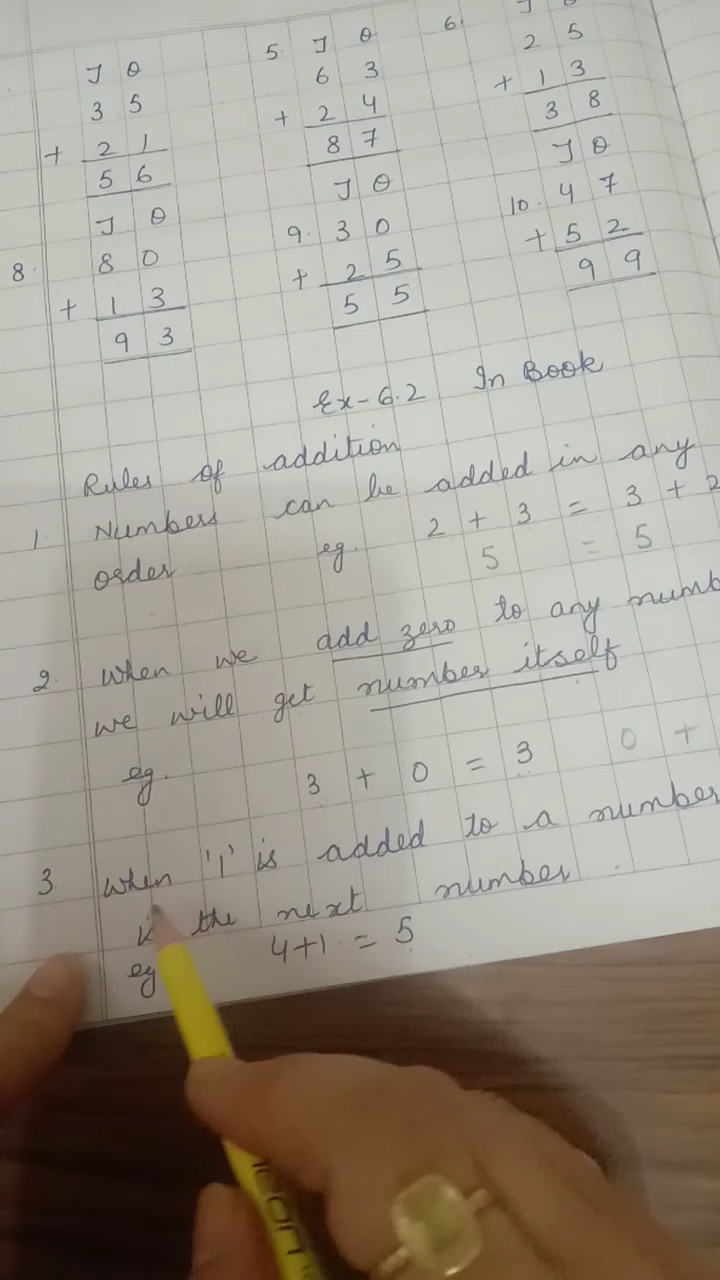 T O
3 5
+ 2 1
5 6
5. T O
6 3
+ 2 4
8 7
6.
2 5
+ 1 3
3 8
T O
8. 8 0
+ 1 3
9 3
T O
9. 3 0
+ 2 5
5 5
T O
10. 4 7
+ 5 2
9 9
Ex-6.2 In Book
Rules of addition
1. Numbers can be added in any
order eg. 2 + 3 = 3 + 2
5 = 5
2. When we add zero to any numb
we will get number itself
eg. 3 + 0 = 3 0 +
3. When '1' is added to a number
the next number.
eg 4+1 = 5